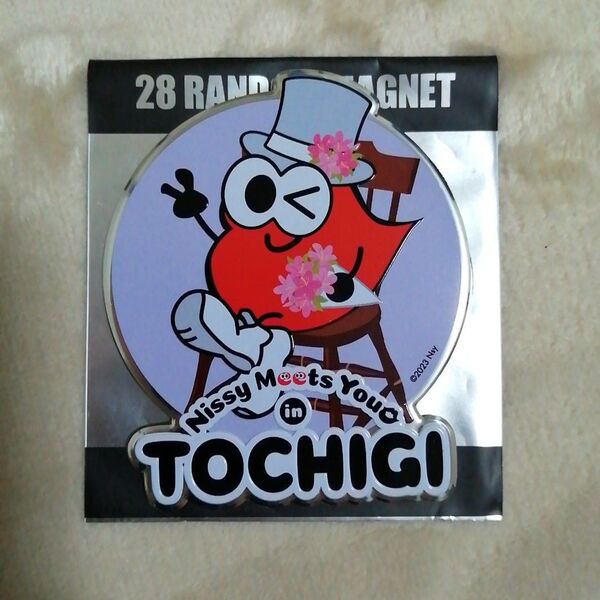 28 RAND AGNET
©2023 Nsy
Nissy Meets You
in
TOCHIGI